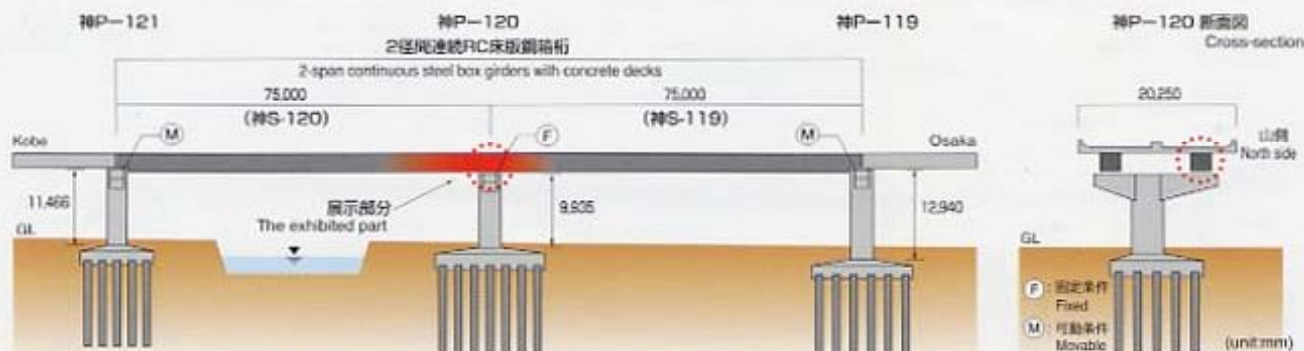 神P-121
神P-120
神P-119
神P-120 断面図
Cross-section
2径間連続RC床版鋼箱桁
2-span continuous steel box girders with concrete decks
75,000
75,000
20,250
(神S-120)
(神S-119)
M
F
M
Kobe
Osaka
山側
North side
11,466
展示部分
The exhibited part
9,935
12,940
GL
GL
F : 固定条件
Fixed
M : 可動条件
Movable
(unit:mm)